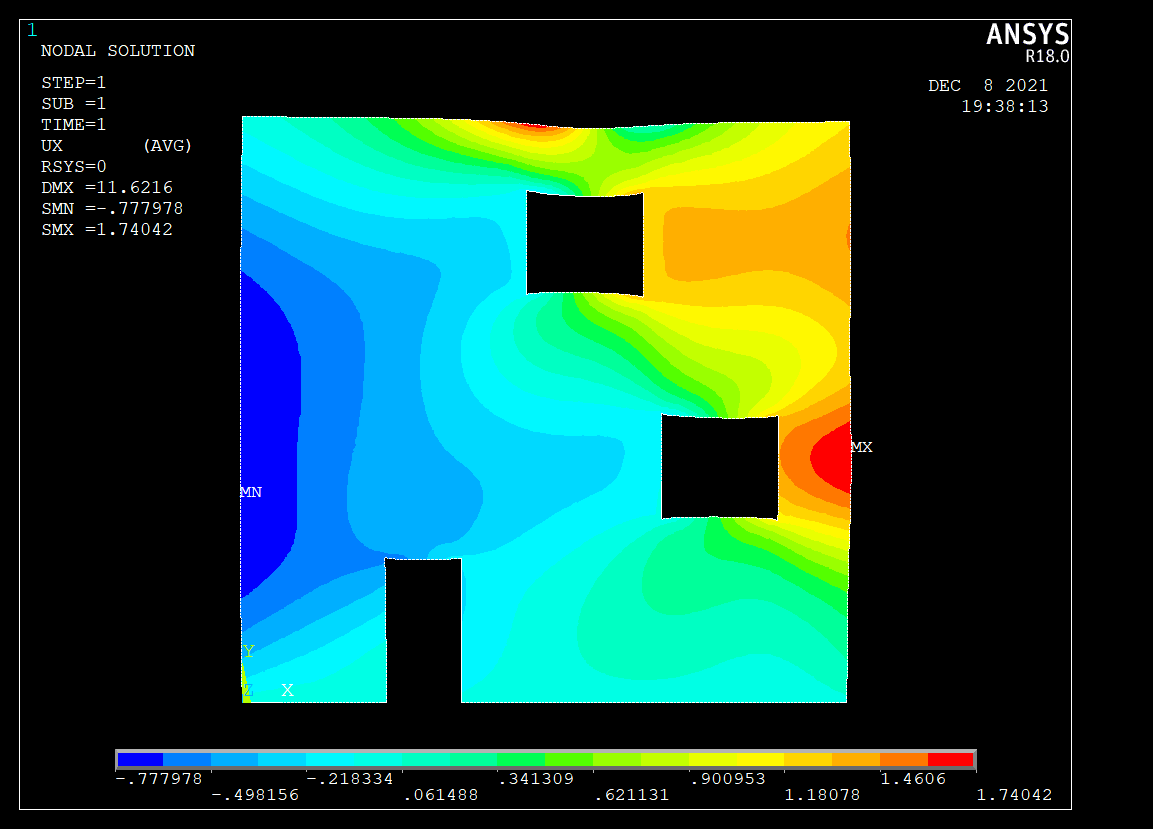 1
ANSYS
R18.0
NODAL SOLUTION
DEC 8 2021
19:38:13
STEP=1
SUB =1
TIME=1
UX (AVG)
RSYS=0
DMX =11.6216
SMN =-.777978
SMX =1.74042
MX
MN
Y
Z X
-.777978 -.218334 .341309 .900953 1.4606
-.498156 .061488 .621131 1.18078 1.74042